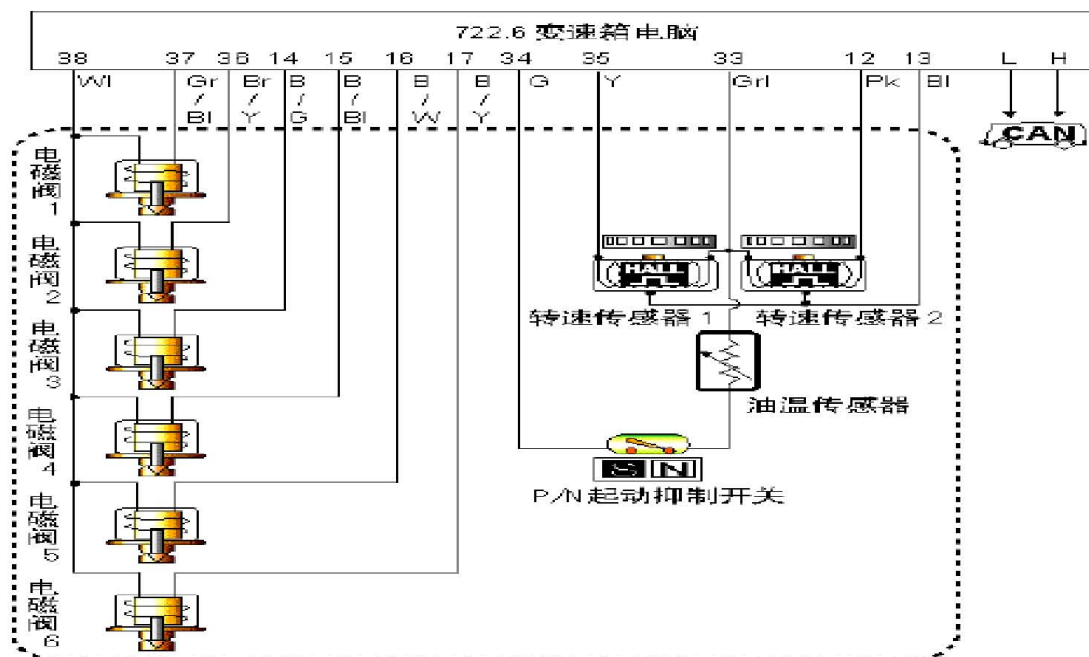 722.6 变速箱电脑
38 37 36 14 15 16 17 34 35 33 12 13 L H
Wl Gr/Bl Br/Y B/G B/Bl B/W B/Y G Y Grl Pk Bl
CAN
电磁阀1
电磁阀2
电磁阀3
电磁阀4
电磁阀5
电磁阀6
HALL HALL
转速传感器 1 转速传感器 2
油温传感器
S N
P/N 起动抑制开关